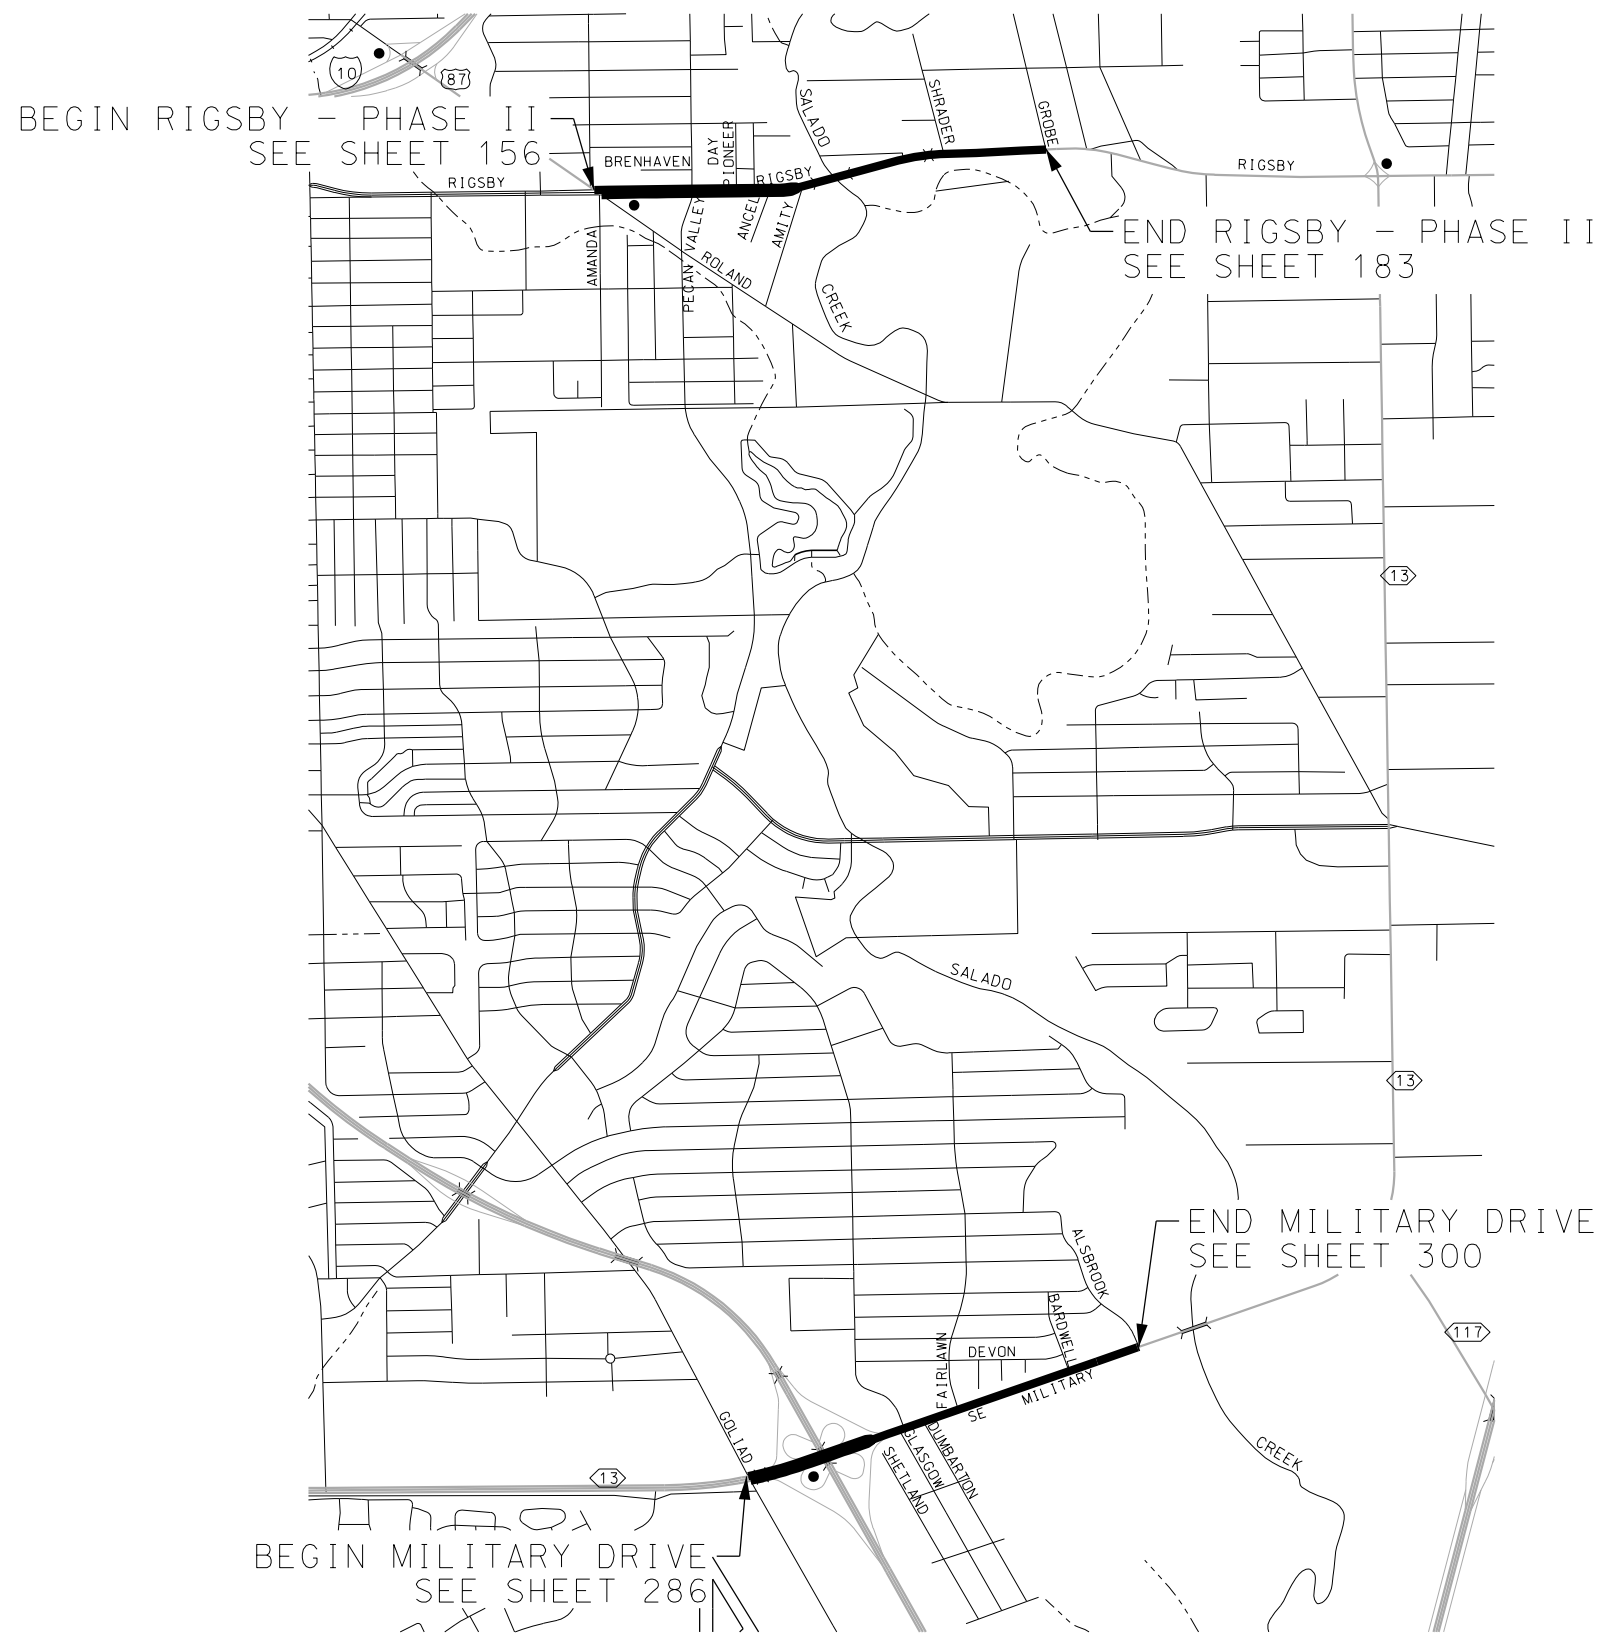 10
87
BEGIN RIGSBY - PHASE II
SEE SHEET 156
SALADO
SHRADER
GROBE
BRENHAVEN
DAY
PIONEER
RIGSBY
RIGSBY
RIGSBY
END RIGSBY - PHASE II
SEE SHEET 183
AMANDA
PECAN VALLEY
ANCEL
AMITY
ROLAND
CREEK
13
SALADO
13
END MILITARY DRIVE
SEE SHEET 300
ALSBROOK
BARDWELL
117
FAIRLAWN
DEVON
SE MILITARY
GOLIAD
GLASGOW
DUMBARTON
SHETLAND
CREEK
13
BEGIN MILITARY DRIVE
SEE SHEET 286